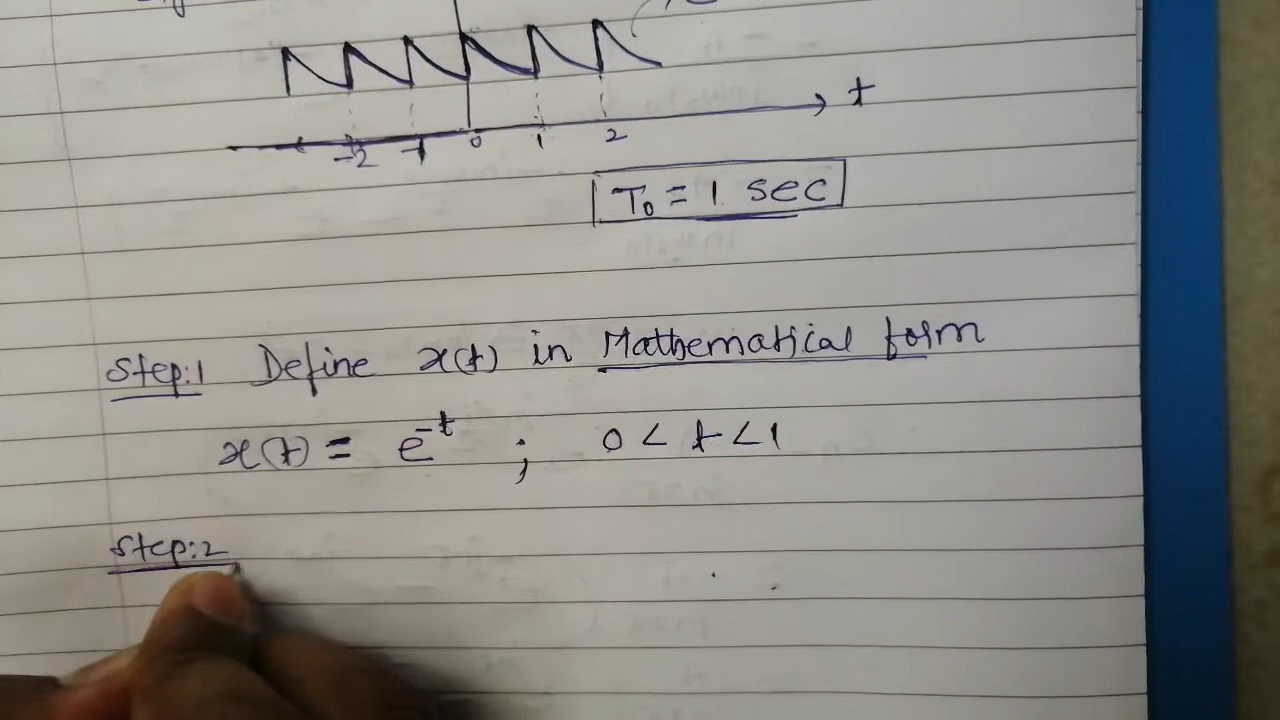 t
-2 -1 0 1 2
T₀ = 1 sec
Step:1 Define x(t) in Mathematical form
x(t) = e^-t ; 0 < t < 1
Step:2